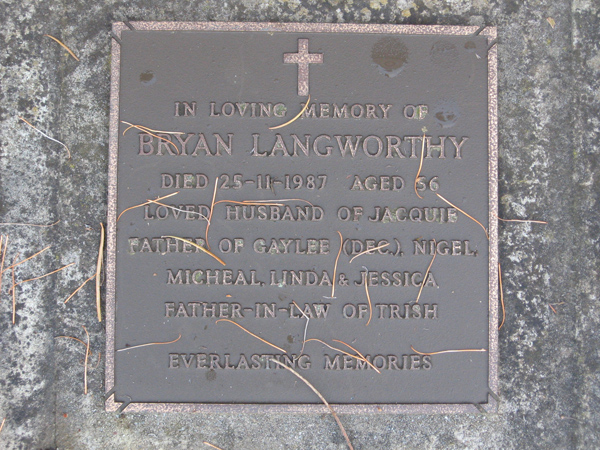 IN LOVING MEMORY OF
BRYAN LANGWORTHY
DIED 25-11-1987 AGED 56
LOVED HUSBAND OF JACQUIE
FATHER OF GAYLEE (DEC.), NIGEL,
MICHEAL, LINDA & JESSICA
FATHER-IN-LAW OF TRISH
EVERLASTING MEMORIES